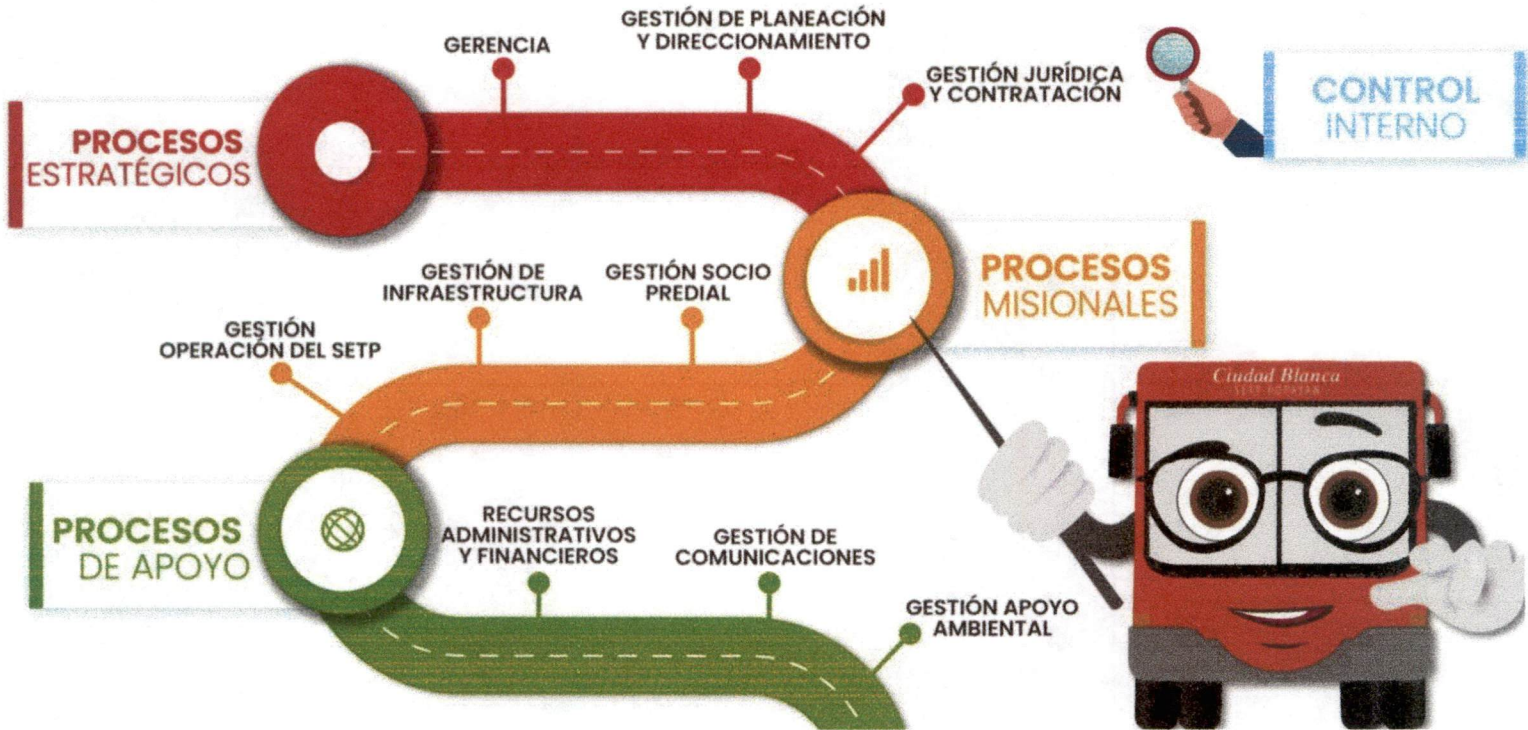 GERENCIA
GESTIÓN DE PLANEACIÓN
Y DIRECCIONAMIENTO
GESTIÓN JURÍDICA
Y CONTRATACIÓN
CONTROL
INTERNO
PROCESOS
ESTRATÉGICOS
GESTIÓN DE
INFRAESTRUCTURA
GESTIÓN SOCIO
PREDIAL
PROCESOS
MISIONALES
GESTIÓN
OPERACIÓN DEL SETP
Ciudad Blanca
PROCESOS
DE APOYO
RECURSOS
ADMINISTRATIVOS
Y FINANCIEROS
GESTIÓN DE
COMUNICACIONES
GESTIÓN APOYO
AMBIENTAL